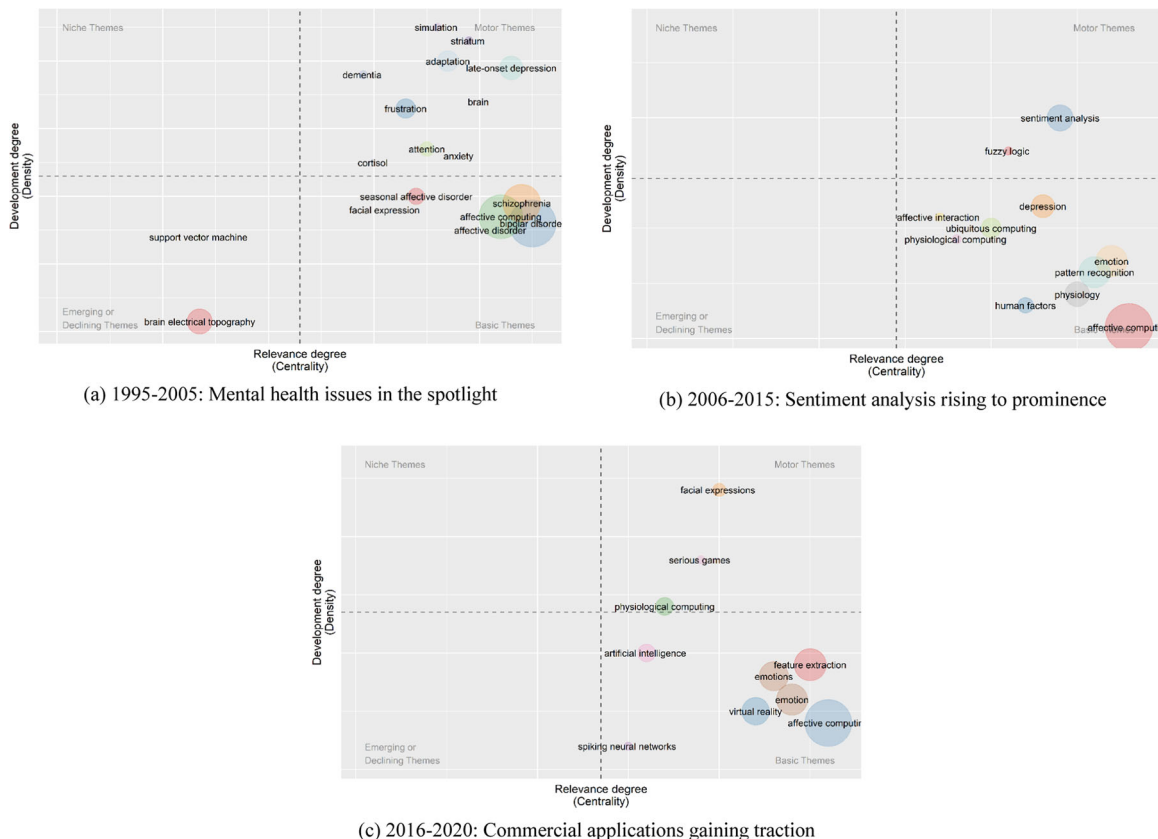 Niche Themes
Motor Themes
simulation
striatum
adaptation
late-onset depression
dementia
brain
frustration
attention
anxiety
cortisol
seasonal affective disorder
facial expression
schizophrenia
affective computing
bipolar disorde
affective disorder
support vector machine
brain electrical topography
Emerging or
Declining Themes
Basic Themes
Development degree
(Density)
Relevance degree
(Centrality)
(a) 1995-2005: Mental health issues in the spotlight
Niche Themes
Motor Themes
sentiment analysis
fuzzy logic
depression
affective interaction
ubiquitous computing
physiological computing
emotion
pattern recognition
physiology
human factors
affective computi
Emerging or
Declining Themes
Basic Themes
Development degree
(Density)
Relevance degree
(Centrality)
(b) 2006-2015: Sentiment analysis rising to prominence
Niche Themes
Motor Themes
facial expressions
serious games
physiological computing
artificial intelligence
feature extraction
emotions
emotion
virtual reality
affective computin
spiking neural networks
Emerging or
Declining Themes
Basic Themes
Development degree
(Density)
Relevance degree
(Centrality)
(c) 2016-2020: Commercial applications gaining traction